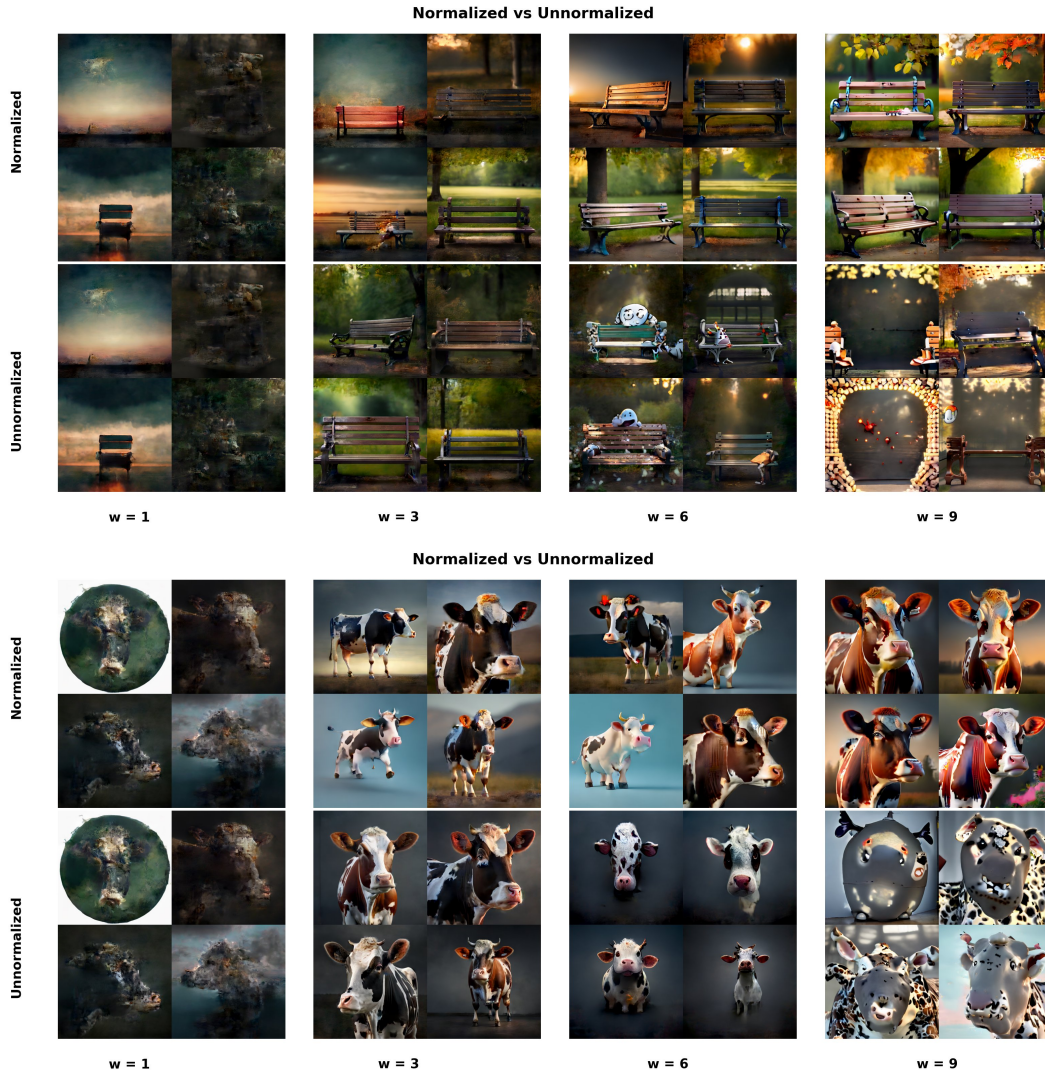 Normalized vs Unnormalized
Normalized
Unnormalized
w = 1
w = 3
w = 6
w = 9
Normalized vs Unnormalized
Normalized
Unnormalized
w = 1
w = 3
w = 6
w = 9